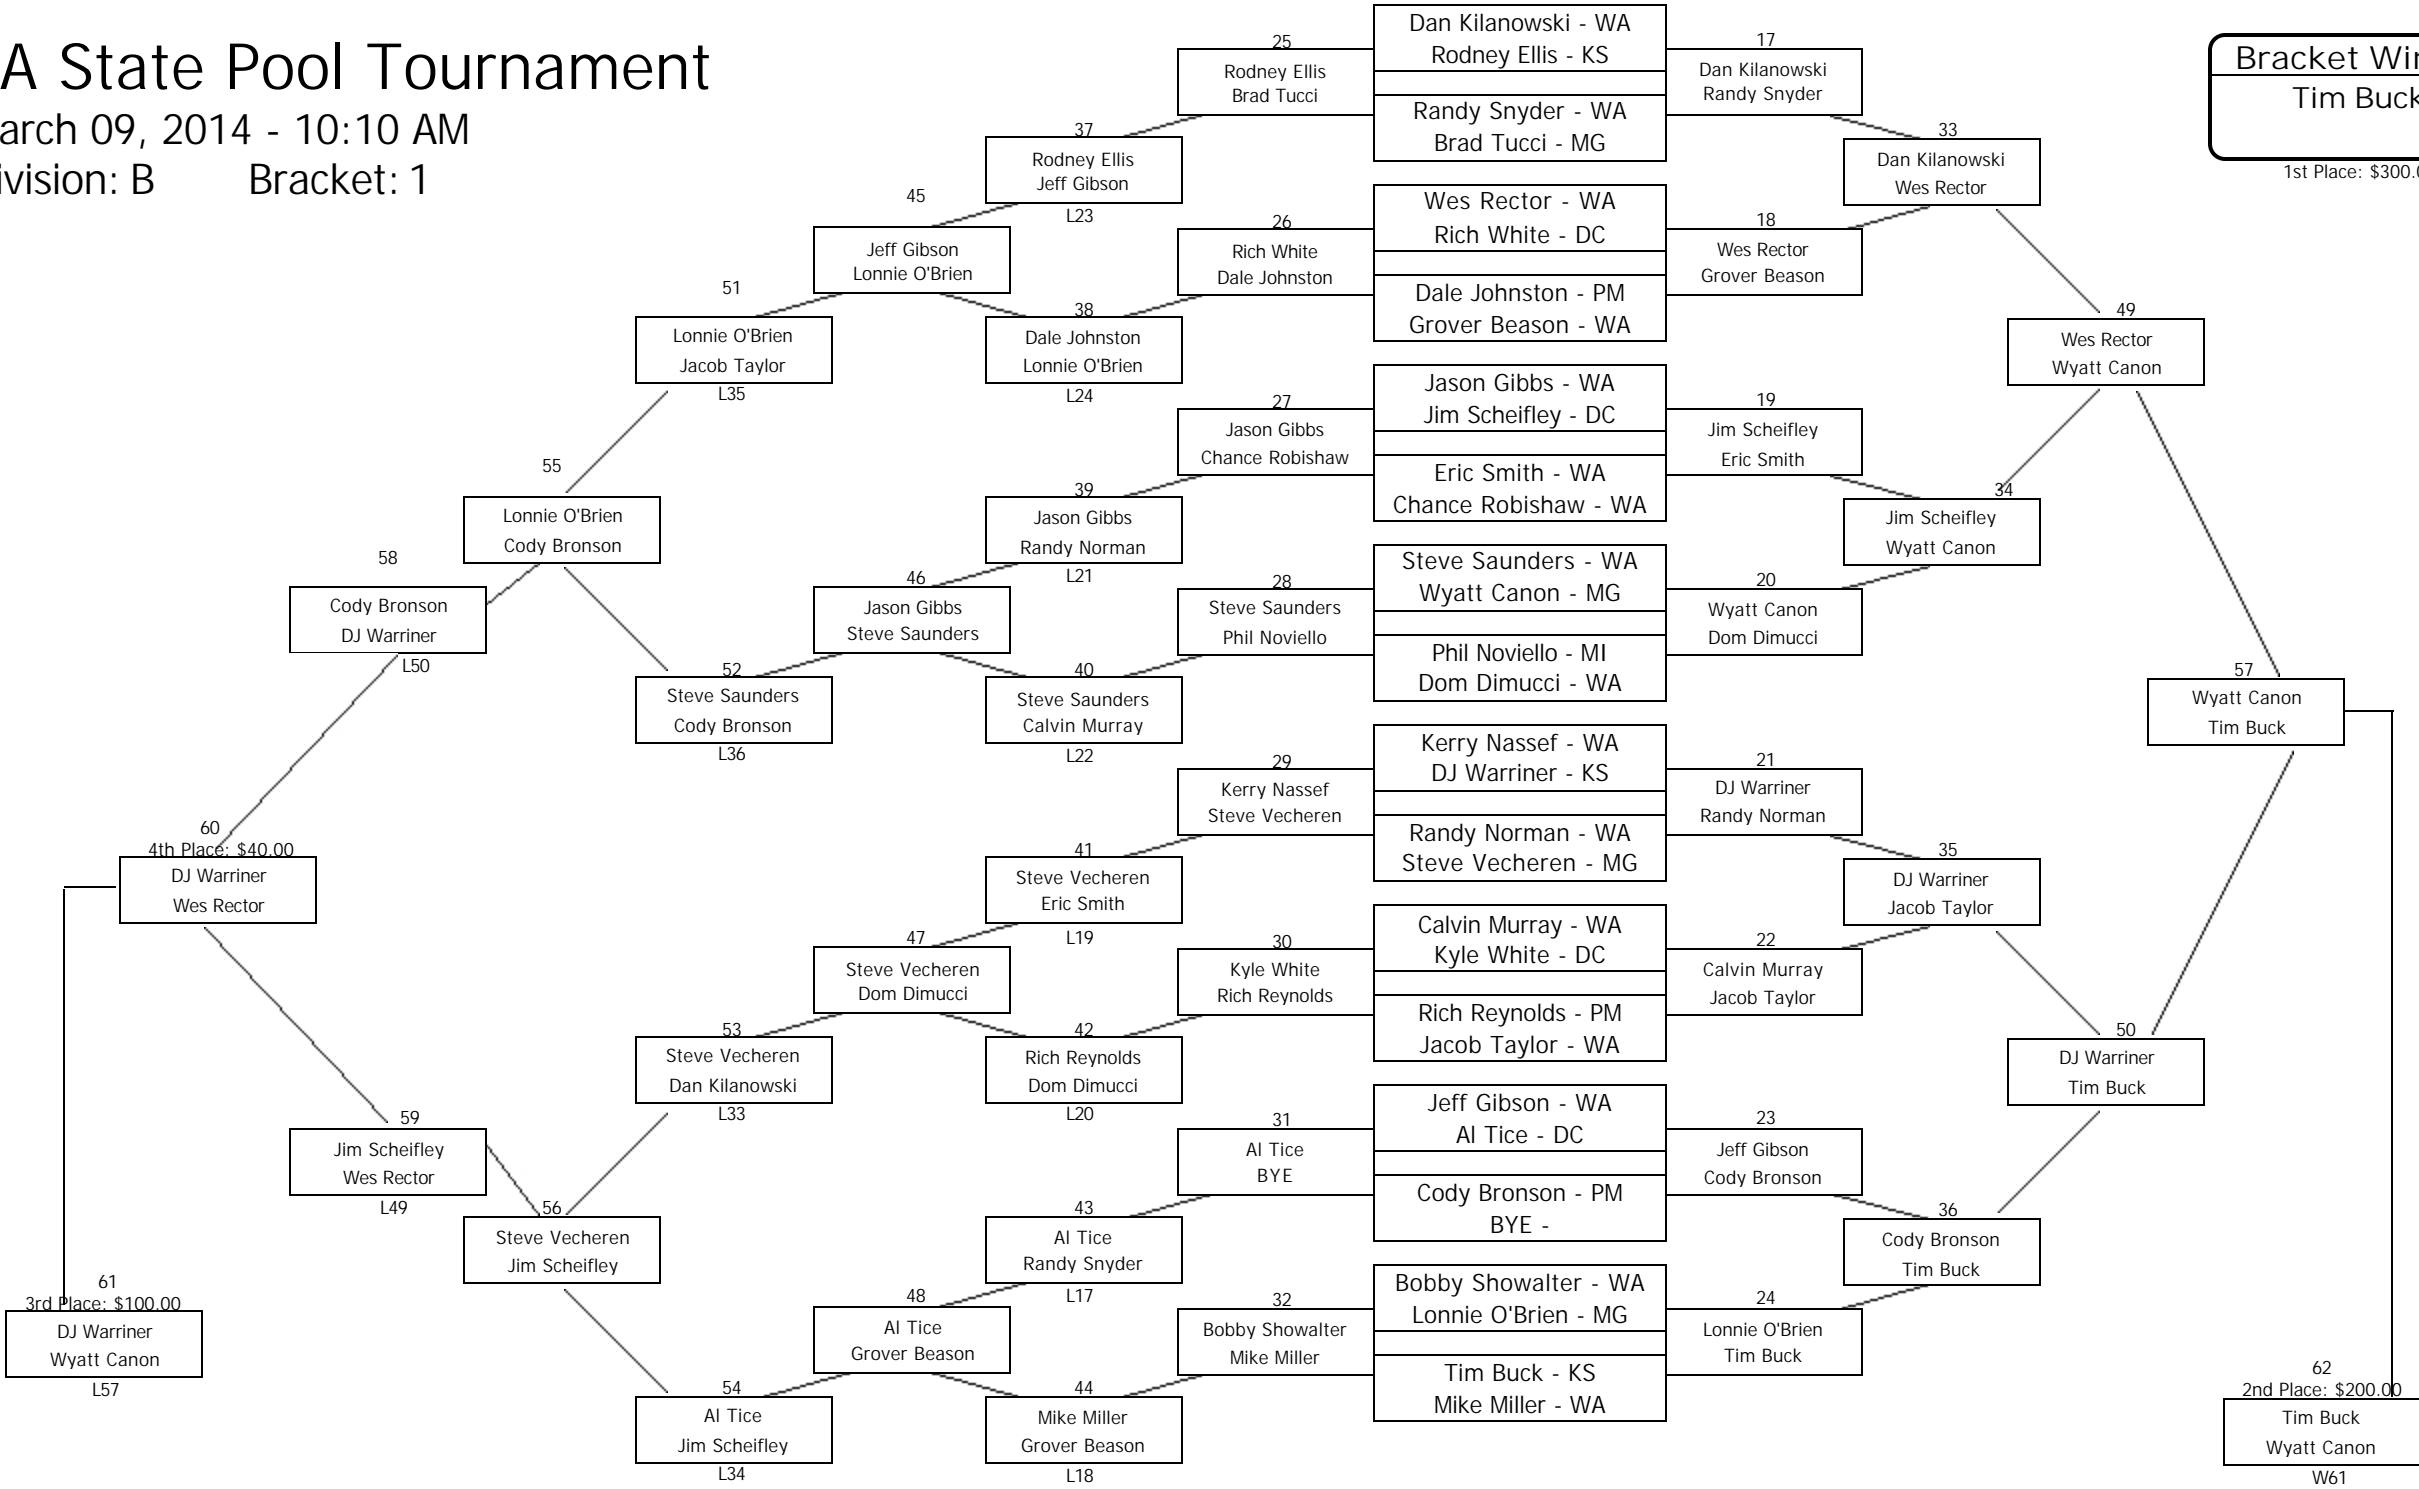 A State Pool Tournament
arch 09, 2014 - 10:10 AM
ivision: B Bracket: 1
58
Cody Bronson
DJ Warriner
L50
60
4th Place: $40.00
DJ Warriner
Wes Rector
59
Jim Scheifley
Wes Rector
L49
61
3rd Place: $100.00
DJ Warriner
Wyatt Canon
L57
55
Lonnie O'Brien
Cody Bronson
56
Steve Vecheren
Jim Scheifley
51
Lonnie O'Brien
Jacob Taylor
L35
52
Steve Saunders
Cody Bronson
L36
53
Steve Vecheren
Dan Kilanowski
L33
54
Al Tice
Jim Scheifley
L34
45
Jeff Gibson
Lonnie O'Brien
46
Jason Gibbs
Steve Saunders
47
Steve Vecheren
Dom Dimucci
48
Al Tice
Grover Beason
37
Rodney Ellis
Jeff Gibson
L23
38
Dale Johnston
Lonnie O'Brien
L24
39
Jason Gibbs
Randy Norman
L21
40
Steve Saunders
Calvin Murray
L22
41
Steve Vecheren
Eric Smith
L19
42
Rich Reynolds
Dom Dimucci
L20
43
Al Tice
Randy Snyder
L17
44
Mike Miller
Grover Beason
L18
25
Rodney Ellis
Brad Tucci
26
Rich White
Dale Johnston
27
Jason Gibbs
Chance Robishaw
28
Steve Saunders
Phil Noviello
29
Kerry Nassef
Steve Vecheren
30
Kyle White
Rich Reynolds
31
Al Tice
BYE
32
Bobby Showalter
Mike Miller
Dan Kilanowski - WA
Rodney Ellis - KS
Randy Snyder - WA
Brad Tucci - MG
Wes Rector - WA
Rich White - DC
Dale Johnston - PM
Grover Beason - WA
Jason Gibbs - WA
Jim Scheifley - DC
Eric Smith - WA
Chance Robishaw - WA
Steve Saunders - WA
Wyatt Canon - MG
Phil Noviello - MI
Dom Dimucci - WA
Kerry Nassef - WA
DJ Warriner - KS
Randy Norman - WA
Steve Vecheren - MG
Calvin Murray - WA
Kyle White - DC
Rich Reynolds - PM
Jacob Taylor - WA
Jeff Gibson - WA
Al Tice - DC
Cody Bronson - PM
BYE -
Bobby Showalter - WA
Lonnie O'Brien - MG
Tim Buck - KS
Mike Miller - WA
17
Dan Kilanowski
Randy Snyder
18
Wes Rector
Grover Beason
19
Jim Scheifley
Eric Smith
20
Wyatt Canon
Dom Dimucci
21
DJ Warriner
Randy Norman
22
Calvin Murray
Jacob Taylor
23
Jeff Gibson
Cody Bronson
24
Lonnie O'Brien
Tim Buck
33
Dan Kilanowski
Wes Rector
34
Jim Scheifley
Wyatt Canon
35
DJ Warriner
Jacob Taylor
36
Cody Bronson
Tim Buck
49
Wes Rector
Wyatt Canon
50
DJ Warriner
Tim Buck
57
Wyatt Canon
Tim Buck
Bracket Wi
Tim Buck
1st Place: $300.
62
2nd Place: $200.00
Tim Buck
Wyatt Canon
W61